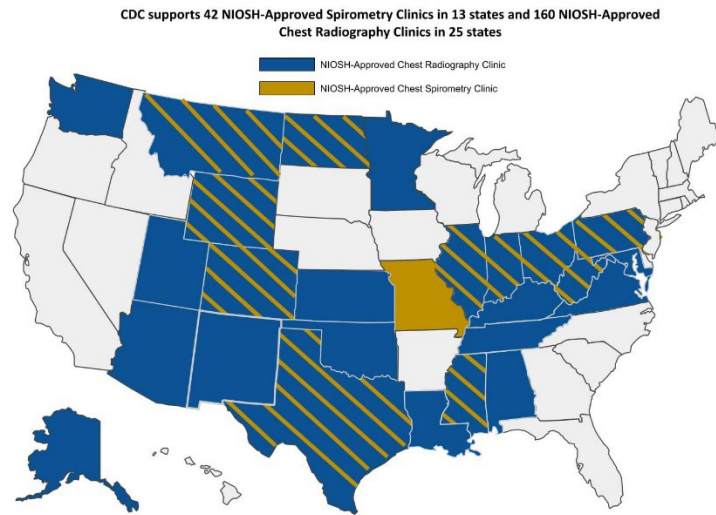 CDC supports 42 NIOSH-Approved Spirometry Clinics in 13 states and 160 NIOSH-Approved
Chest Radiography Clinics in 25 states
NIOSH-Approved Chest Radiography Clinic
NIOSH-Approved Chest Spirometry Clinic